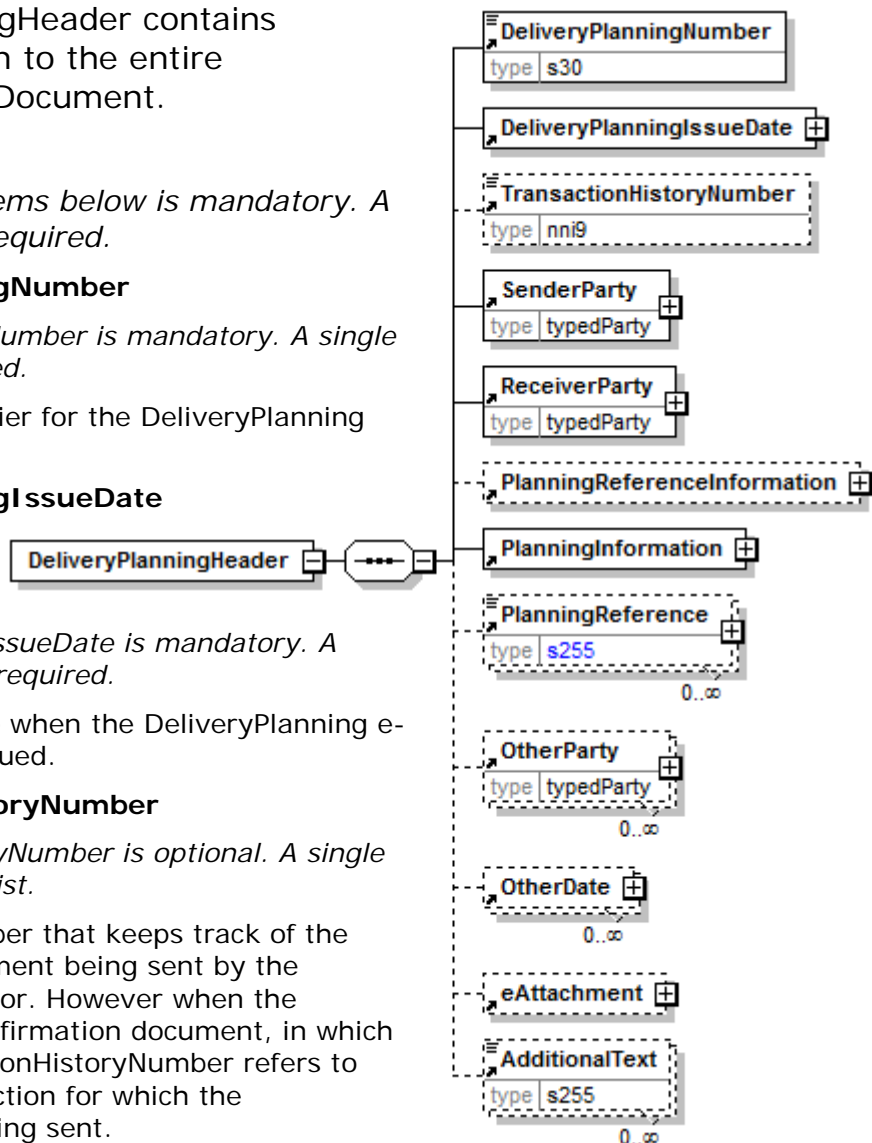 gHeader contains
n to the entire
Document.
ems below is mandatory. A
equired.
gNumber
Number is mandatory. A single
ed.
ier for the DeliveryPlanning
gIssueDate
ssueDate is mandatory. A
required.
when the DeliveryPlanning e-
ued.
oryNumber
yNumber is optional. A single
ist.
ber that keeps track of the
ment being sent by the
or. However when the
firmation document, in which
onHistoryNumber refers to
ction for which the
ing sent.
DeliveryPlanningHeader
DeliveryPlanningNumber
type s30
DeliveryPlanningIssueDate
TransactionHistoryNumber
type nni9
SenderParty
type typedParty
ReceiverParty
type typedParty
PlanningReferenceInformation
PlanningInformation
PlanningReference
type s255
0..∞
OtherParty
type typedParty
0..∞
OtherDate
0..∞
eAttachment
AdditionalText
type s255
0..∞